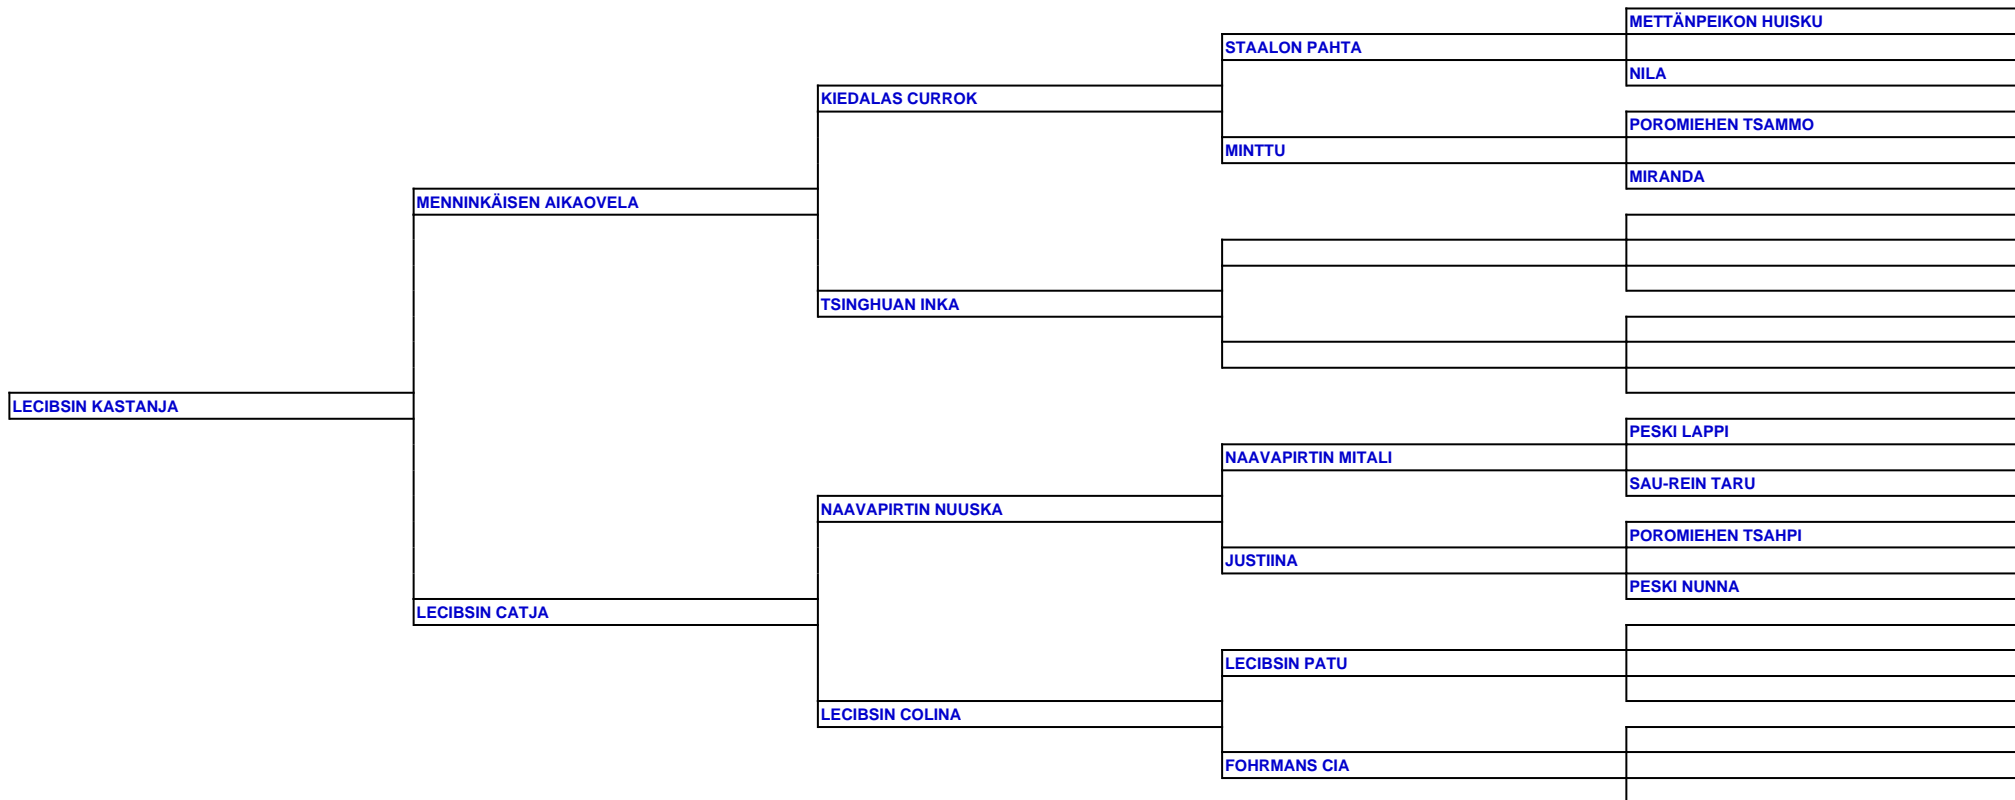 METTÄNPEIKON HUISKU
STAALON PAHTA
NILA
KIEDALAS CURROK
POROMIEHEN TSAMMO
MINTTU
MIRANDA
MENNINKÄISEN AIKAOVELA
TSINGHUAN INKA
LECIBSIN KASTANJA
PESKI LAPPI
NAAVAPIRTIN MITALI
SAU-REIN TARU
NAAVAPIRTIN NUUSKA
POROMIEHEN TSAHPI
JUSTIINA
PESKI NUNNA
LECIBSIN CATJA
LECIBSIN PATU
LECIBSIN COLINA
FOHRMANS CIA